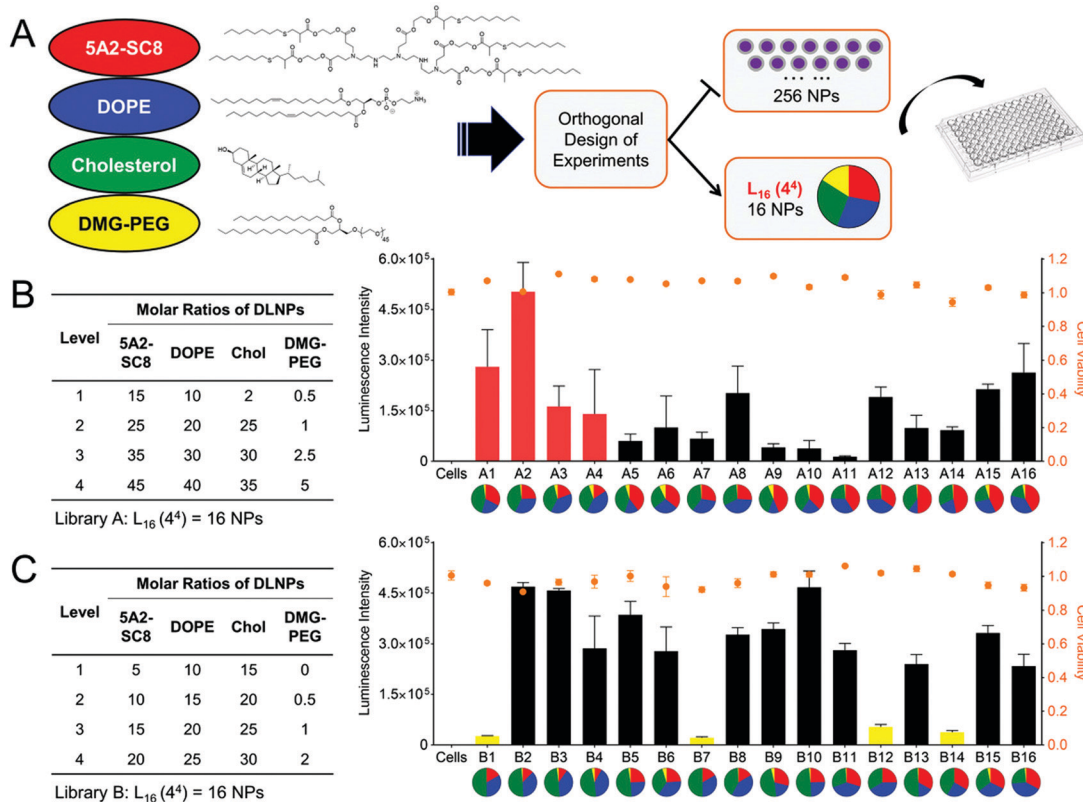 A
5A2-SC8
DOPE
Cholesterol
DMG-PEG
HO
Orthogonal
Design of
Experiments
256 NPs
L16 (4⁴)
16 NPs
B
Molar Ratios of DLNPs
Level 5A2-SC8 DOPE Chol DMG-PEG
1 15 10 2 0.5
2 25 20 25 1
3 35 30 30 2.5
4 45 40 35 5
Library A: L16 (4⁴) = 16 NPs
Luminescence Intensity
6.0×10⁵
4.5×10⁵
3.0×10⁵
1.5×10⁵
0
Cells A1 A2 A3 A4 A5 A6 A7 A8 A9 A10 A11 A12 A13 A14 A15 A16
1.2
1.0
0.8
0.6
0.4
0.2
0.0
Cell Viability
C
Molar Ratios of DLNPs
Level 5A2-SC8 DOPE Chol DMG-PEG
1 5 10 15 0
2 10 15 20 0.5
3 15 20 25 1
4 20 25 30 2
Library B: L16 (4⁴) = 16 NPs
Luminescence Intensity
6.0×10⁵
4.5×10⁵
3.0×10⁵
1.5×10⁵
0
Cells B1 B2 B3 B4 B5 B6 B7 B8 B9 B10 B11 B12 B13 B14 B15 B16
1.2
1.0
0.8
0.6
0.4
0.2
0.0
Cell Viability